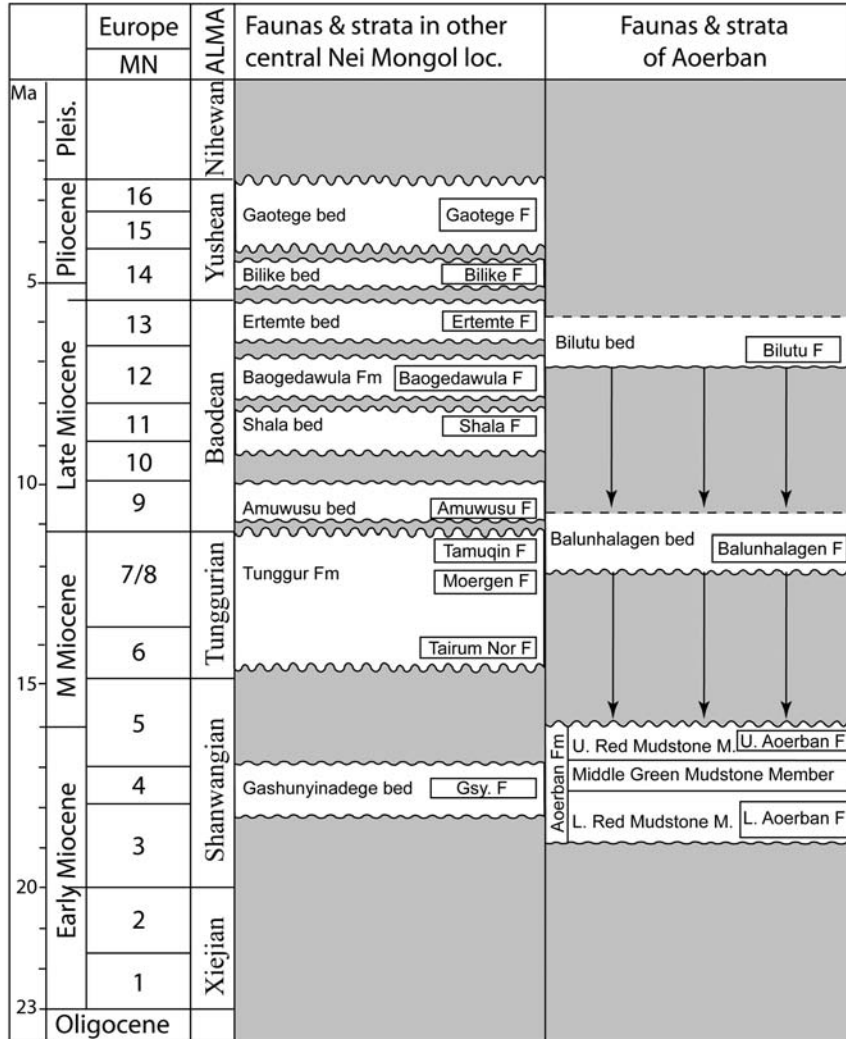 Europe
MN
ALMA
Faunas & strata in other
central Nei Mongol loc.
Faunas & strata
of Aoerban
Ma
5
10
15
20
23
Pleis.
Pliocene
Late Miocene
M Miocene
Early Miocene
Oligocene
16
15
14
13
12
11
10
9
7/8
6
5
4
3
2
1
Nihewan
Yushean
Baodean
Tunggurian
Shanwangian
Xiejian
Gaotege bed
Gaotege F
Bilike bed
Bilike F
Ertemte bed
Ertemte F
Baogedawula Fm
Baogedawula F
Shala bed
Shala F
Amuwusu bed
Amuwusu F
Tamuqin F
Tunggur Fm
Moergen F
Tairum Nor F
Gashunyinadege bed
Gsy. F
Bilutu bed
Bilutu F
Balunhalagen bed
Balunhalagen F
Aoerban Fm
U. Red Mudstone M.
U. Aoerban F
Middle Green Mudstone Member
L. Red Mudstone M.
L. Aoerban F